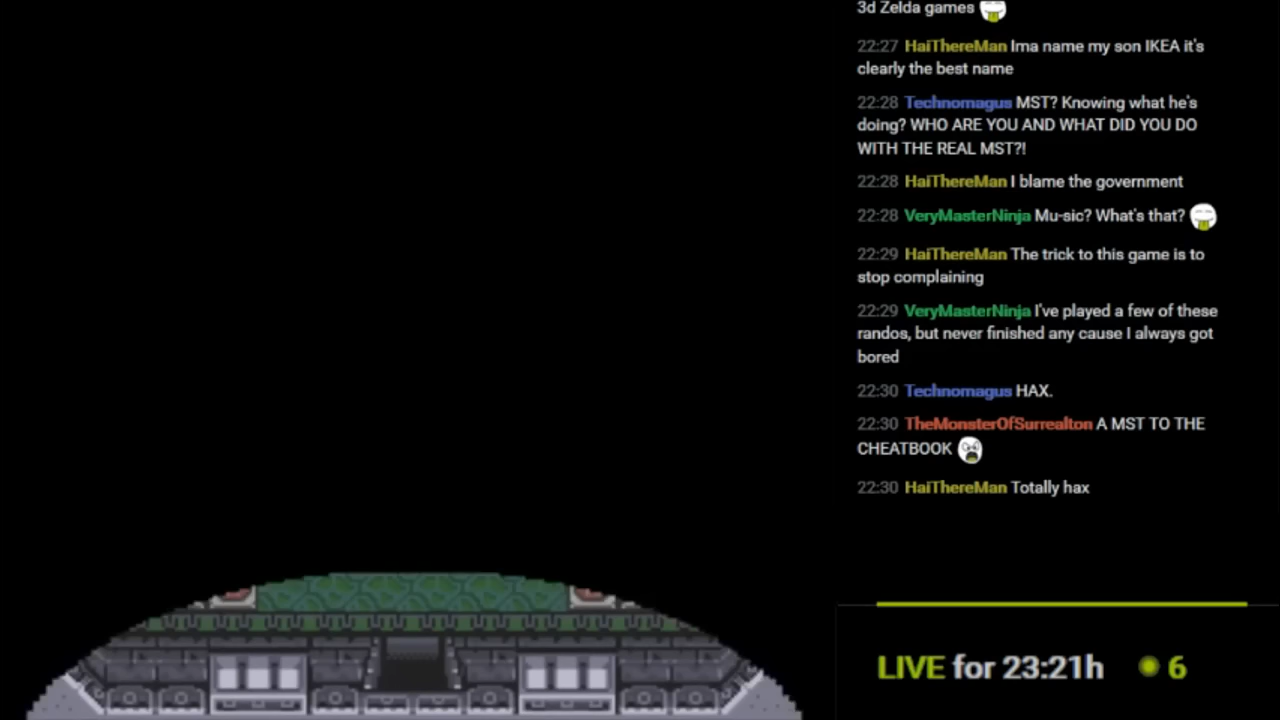 3d Zelda games
22:27 HaiThereMan Ima name my son IKEA it's
clearly the best name
22:28 Technomagus MST? Knowing what he's
doing? WHO ARE YOU AND WHAT DID YOU DO
WITH THE REAL MST?!
22:28 HaiThereMan I blame the government
22:28 VeryMasterNinja Mu-sic? What's that?
22:29 HaiThereMan The trick to this game is to
stop complaining
22:29 VeryMasterNinja I've played a few of these
randos, but never finished any cause I always got
bored
22:30 Technomagus HAX.
22:30 TheMonsterOfSurrealton A MST TO THE
CHEATBOOK
22:30 HaiThereMan Totally hax
LIVE for 23:21h 6